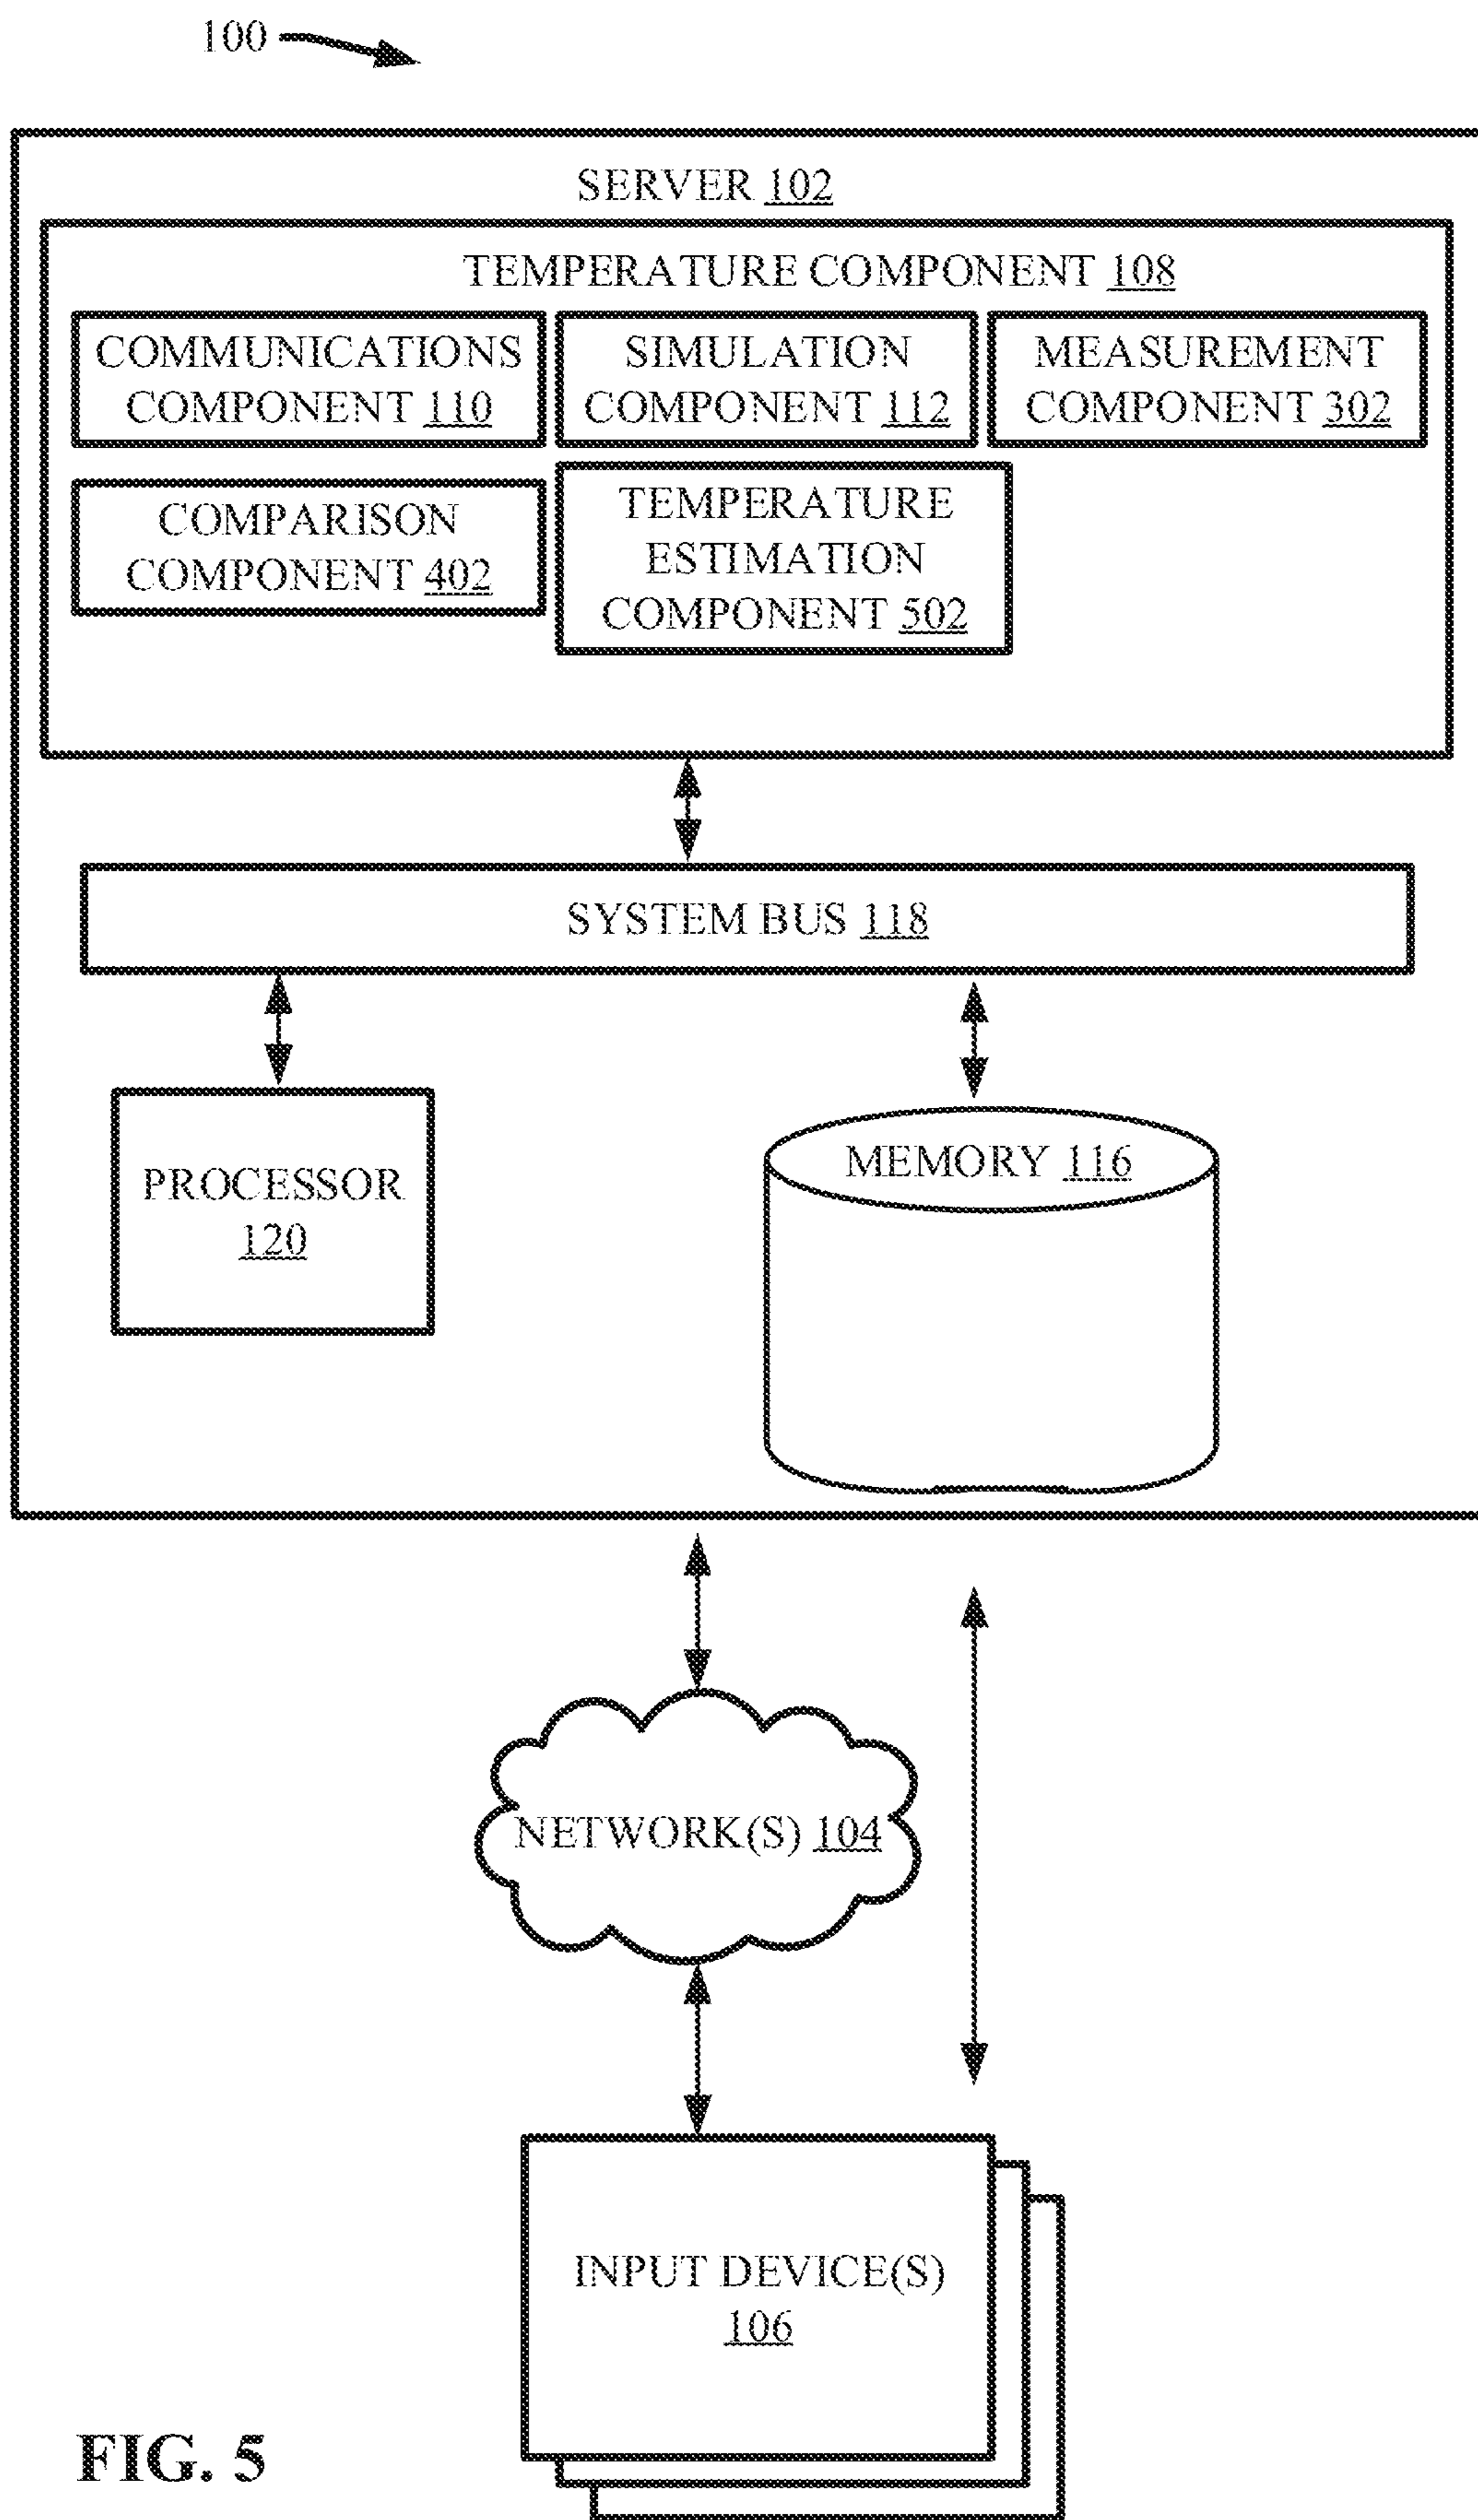 100
SERVER 102
TEMPERATURE COMPONENT 108
COMMUNICATIONS
COMPONENT 110
SIMULATION
COMPONENT 112
MEASUREMENT
COMPONENT 302
COMPARISON
COMPONENT 402
TEMPERATURE
ESTIMATION
COMPONENT 502
SYSTEM BUS 118
PROCESSOR
120
MEMORY 116
NETWORK(S) 104
INPUT DEVICE(S)
106
FIG. 5